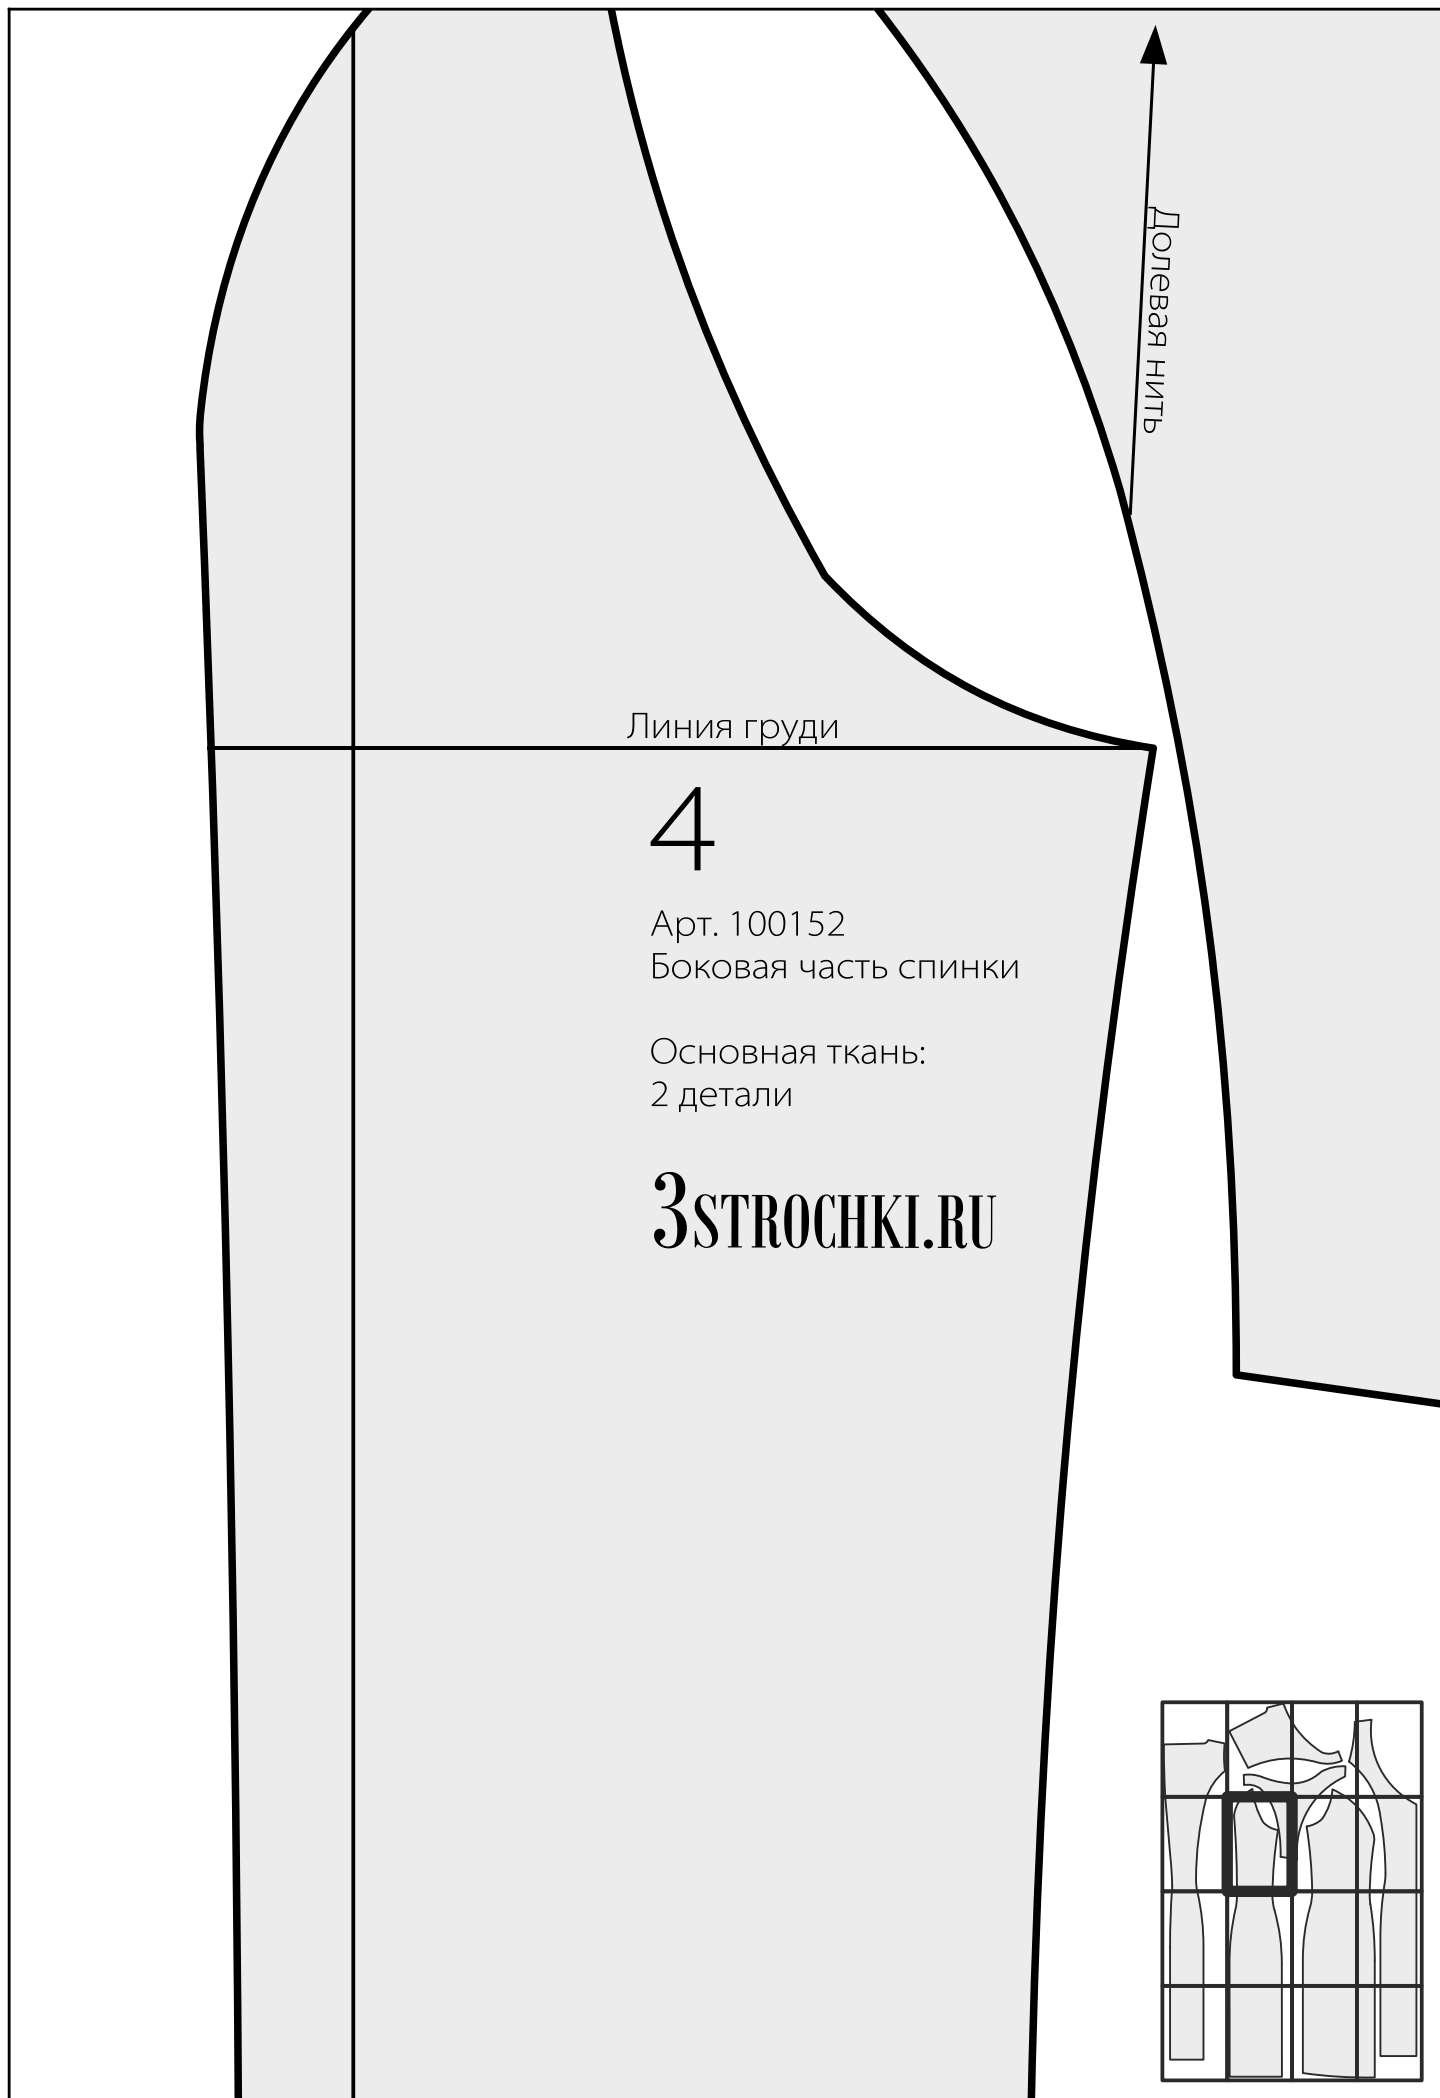 Долевая нить
Линия груди
4
Арт. 100152
Боковая часть спинки
Основная ткань:
2 детали
3STROCHKI.RU